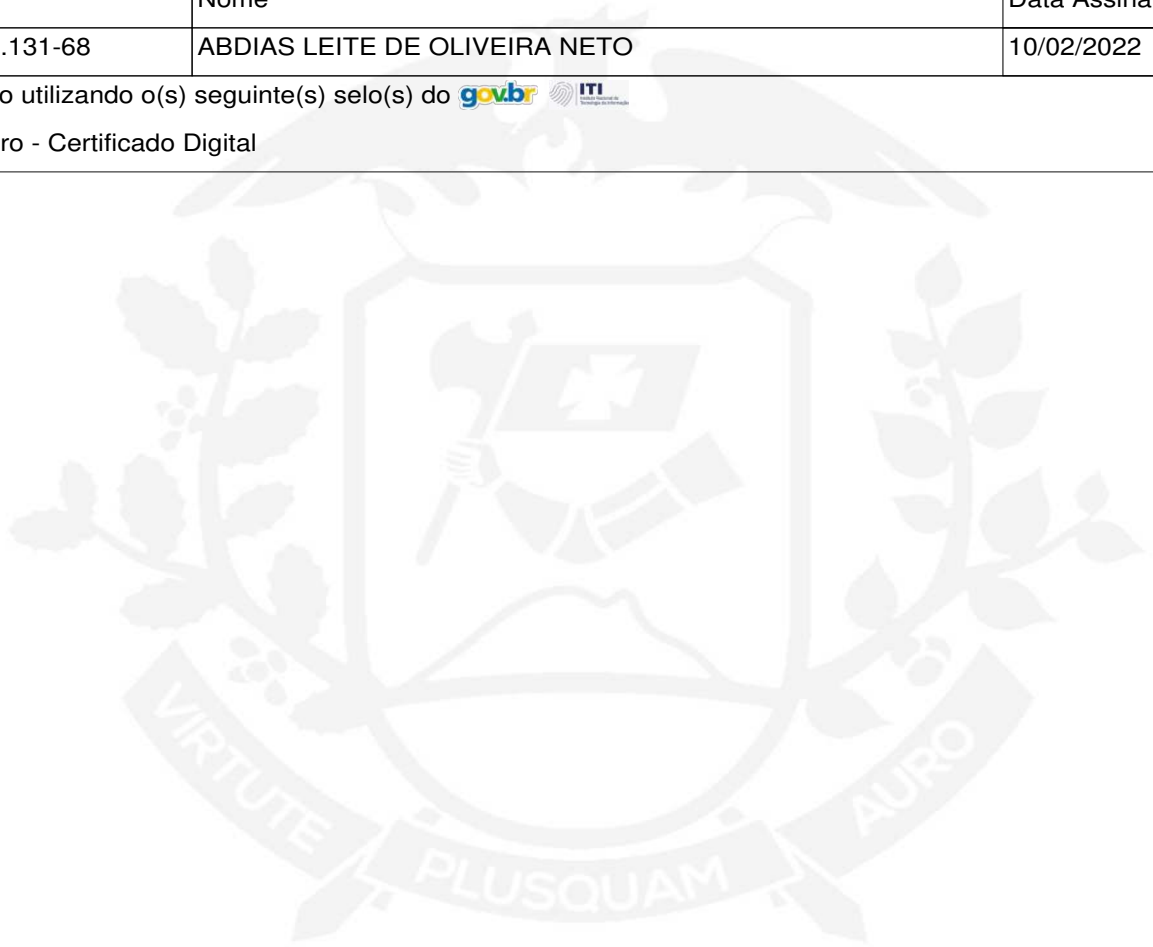 Nome Data Assina
.131-68 ABDIAS LEITE DE OLIVEIRA NETO 10/02/2022
o utilizando o(s) seguinte(s) selo(s) do gov.br ITI
ro - Certificado Digital
VIRTUTE PLUSQUAM AURO